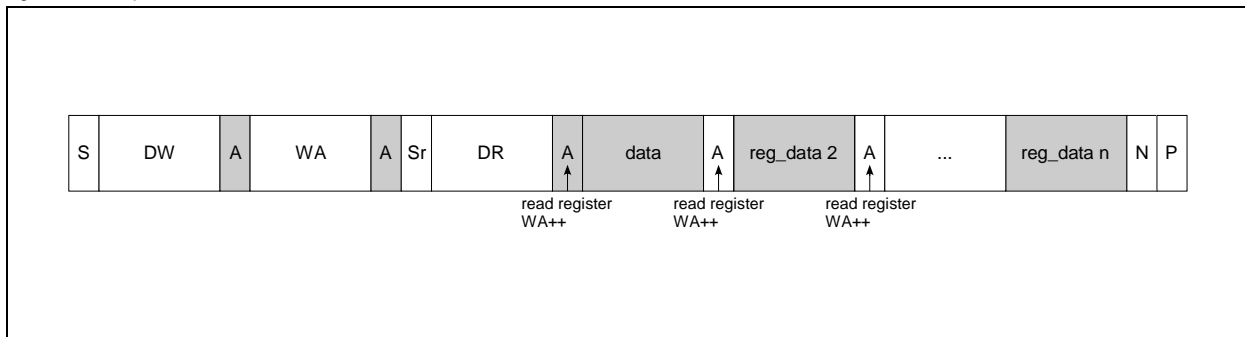 S DW A WA A Sr DR A data A reg_data 2 A ... reg_data n N P
read register read register read register
WA++ WA++ WA++